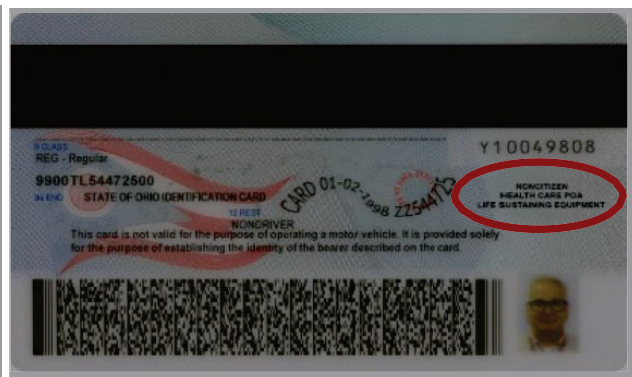 9 CLASS
REG - Regular
Y10049808
9900TL54472500
9a END STATE OF OHIO IDENTIFICATION CARD
CARD 01-02-1998 ZZ544725
NONCITIZEN
HEALTH CARE POA
LIFE SUSTAINING EQUIPMENT
12 REST
NONDRIVER
This card is not valid for the purpose of operating a motor vehicle. It is provided solely
for the purpose of establishing the identity of the bearer described on the card.